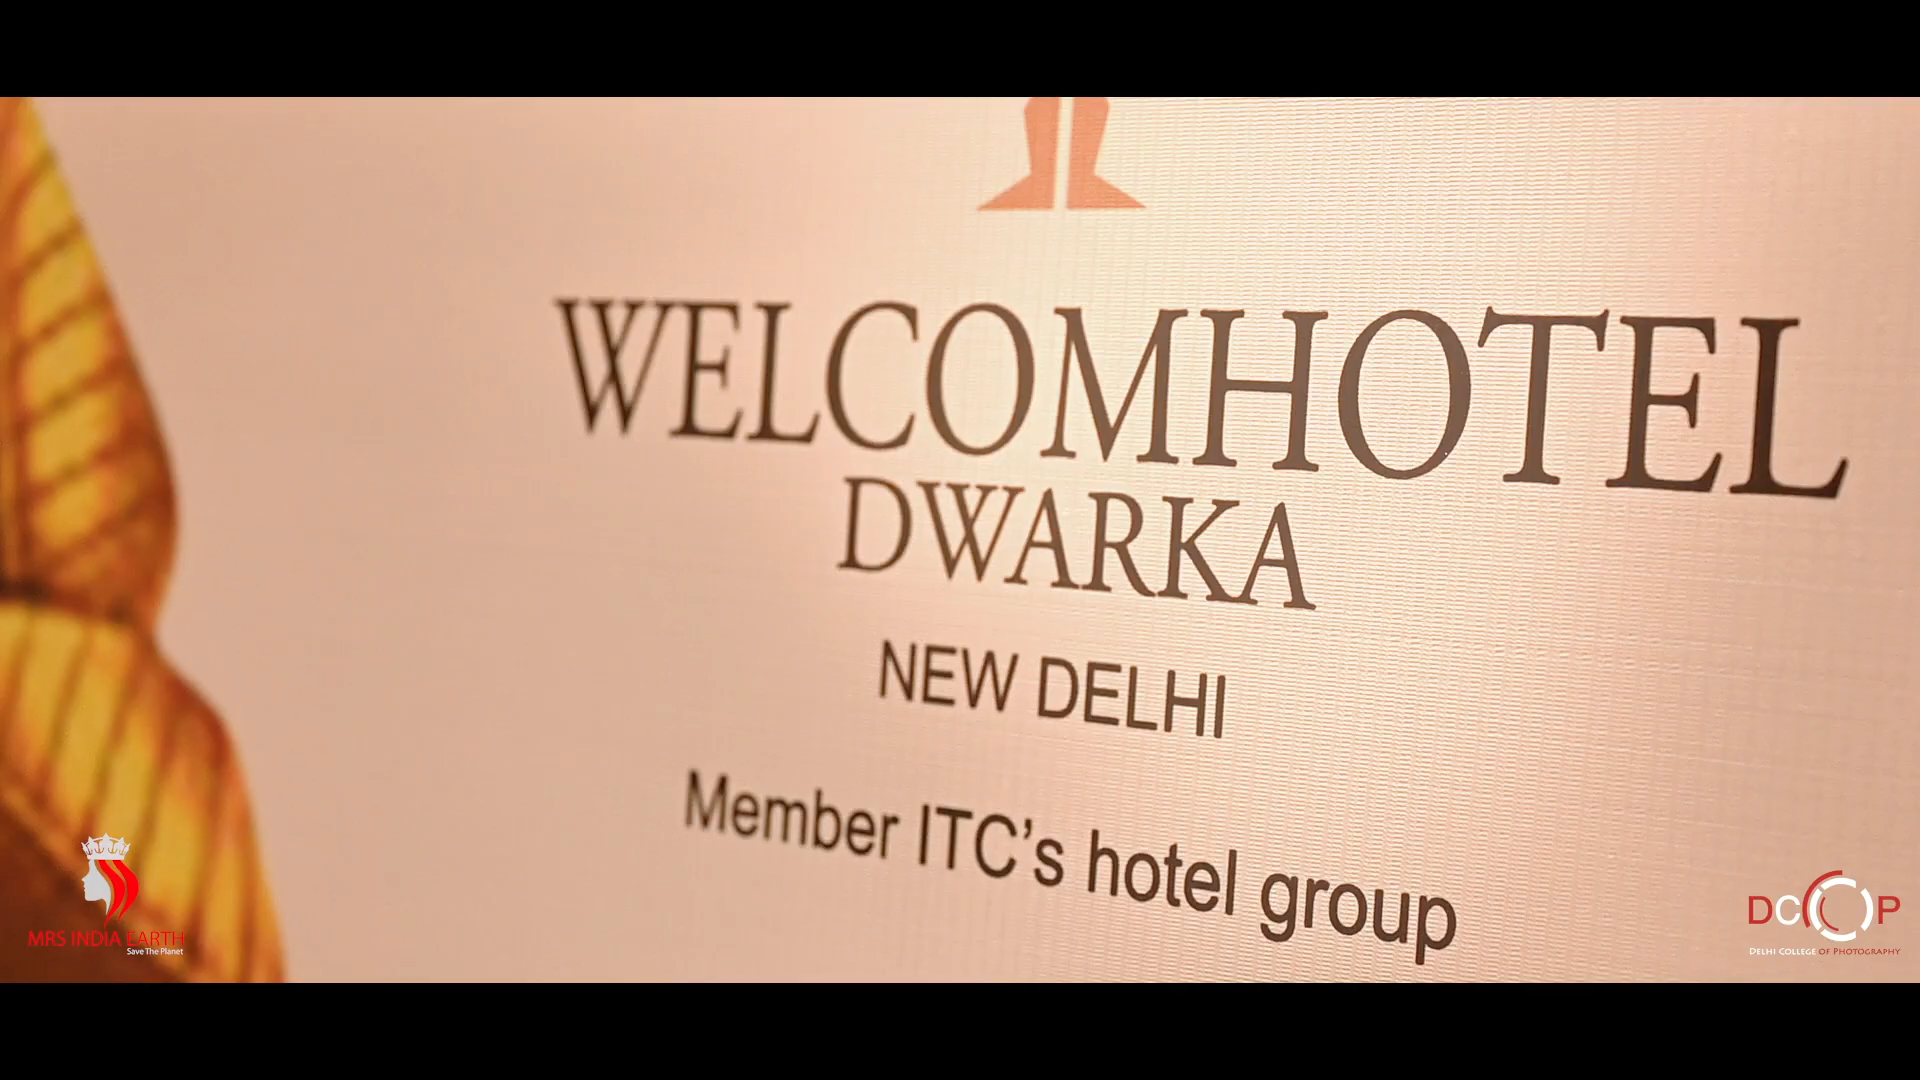 WELCOMHOTEL
DWARKA
NEW DELHI
Member ITC's hotel group
MRS INDIA EARTH
Save The Planet
DCOP
DELHI COLLEGE OF PHOTOGRAPHY